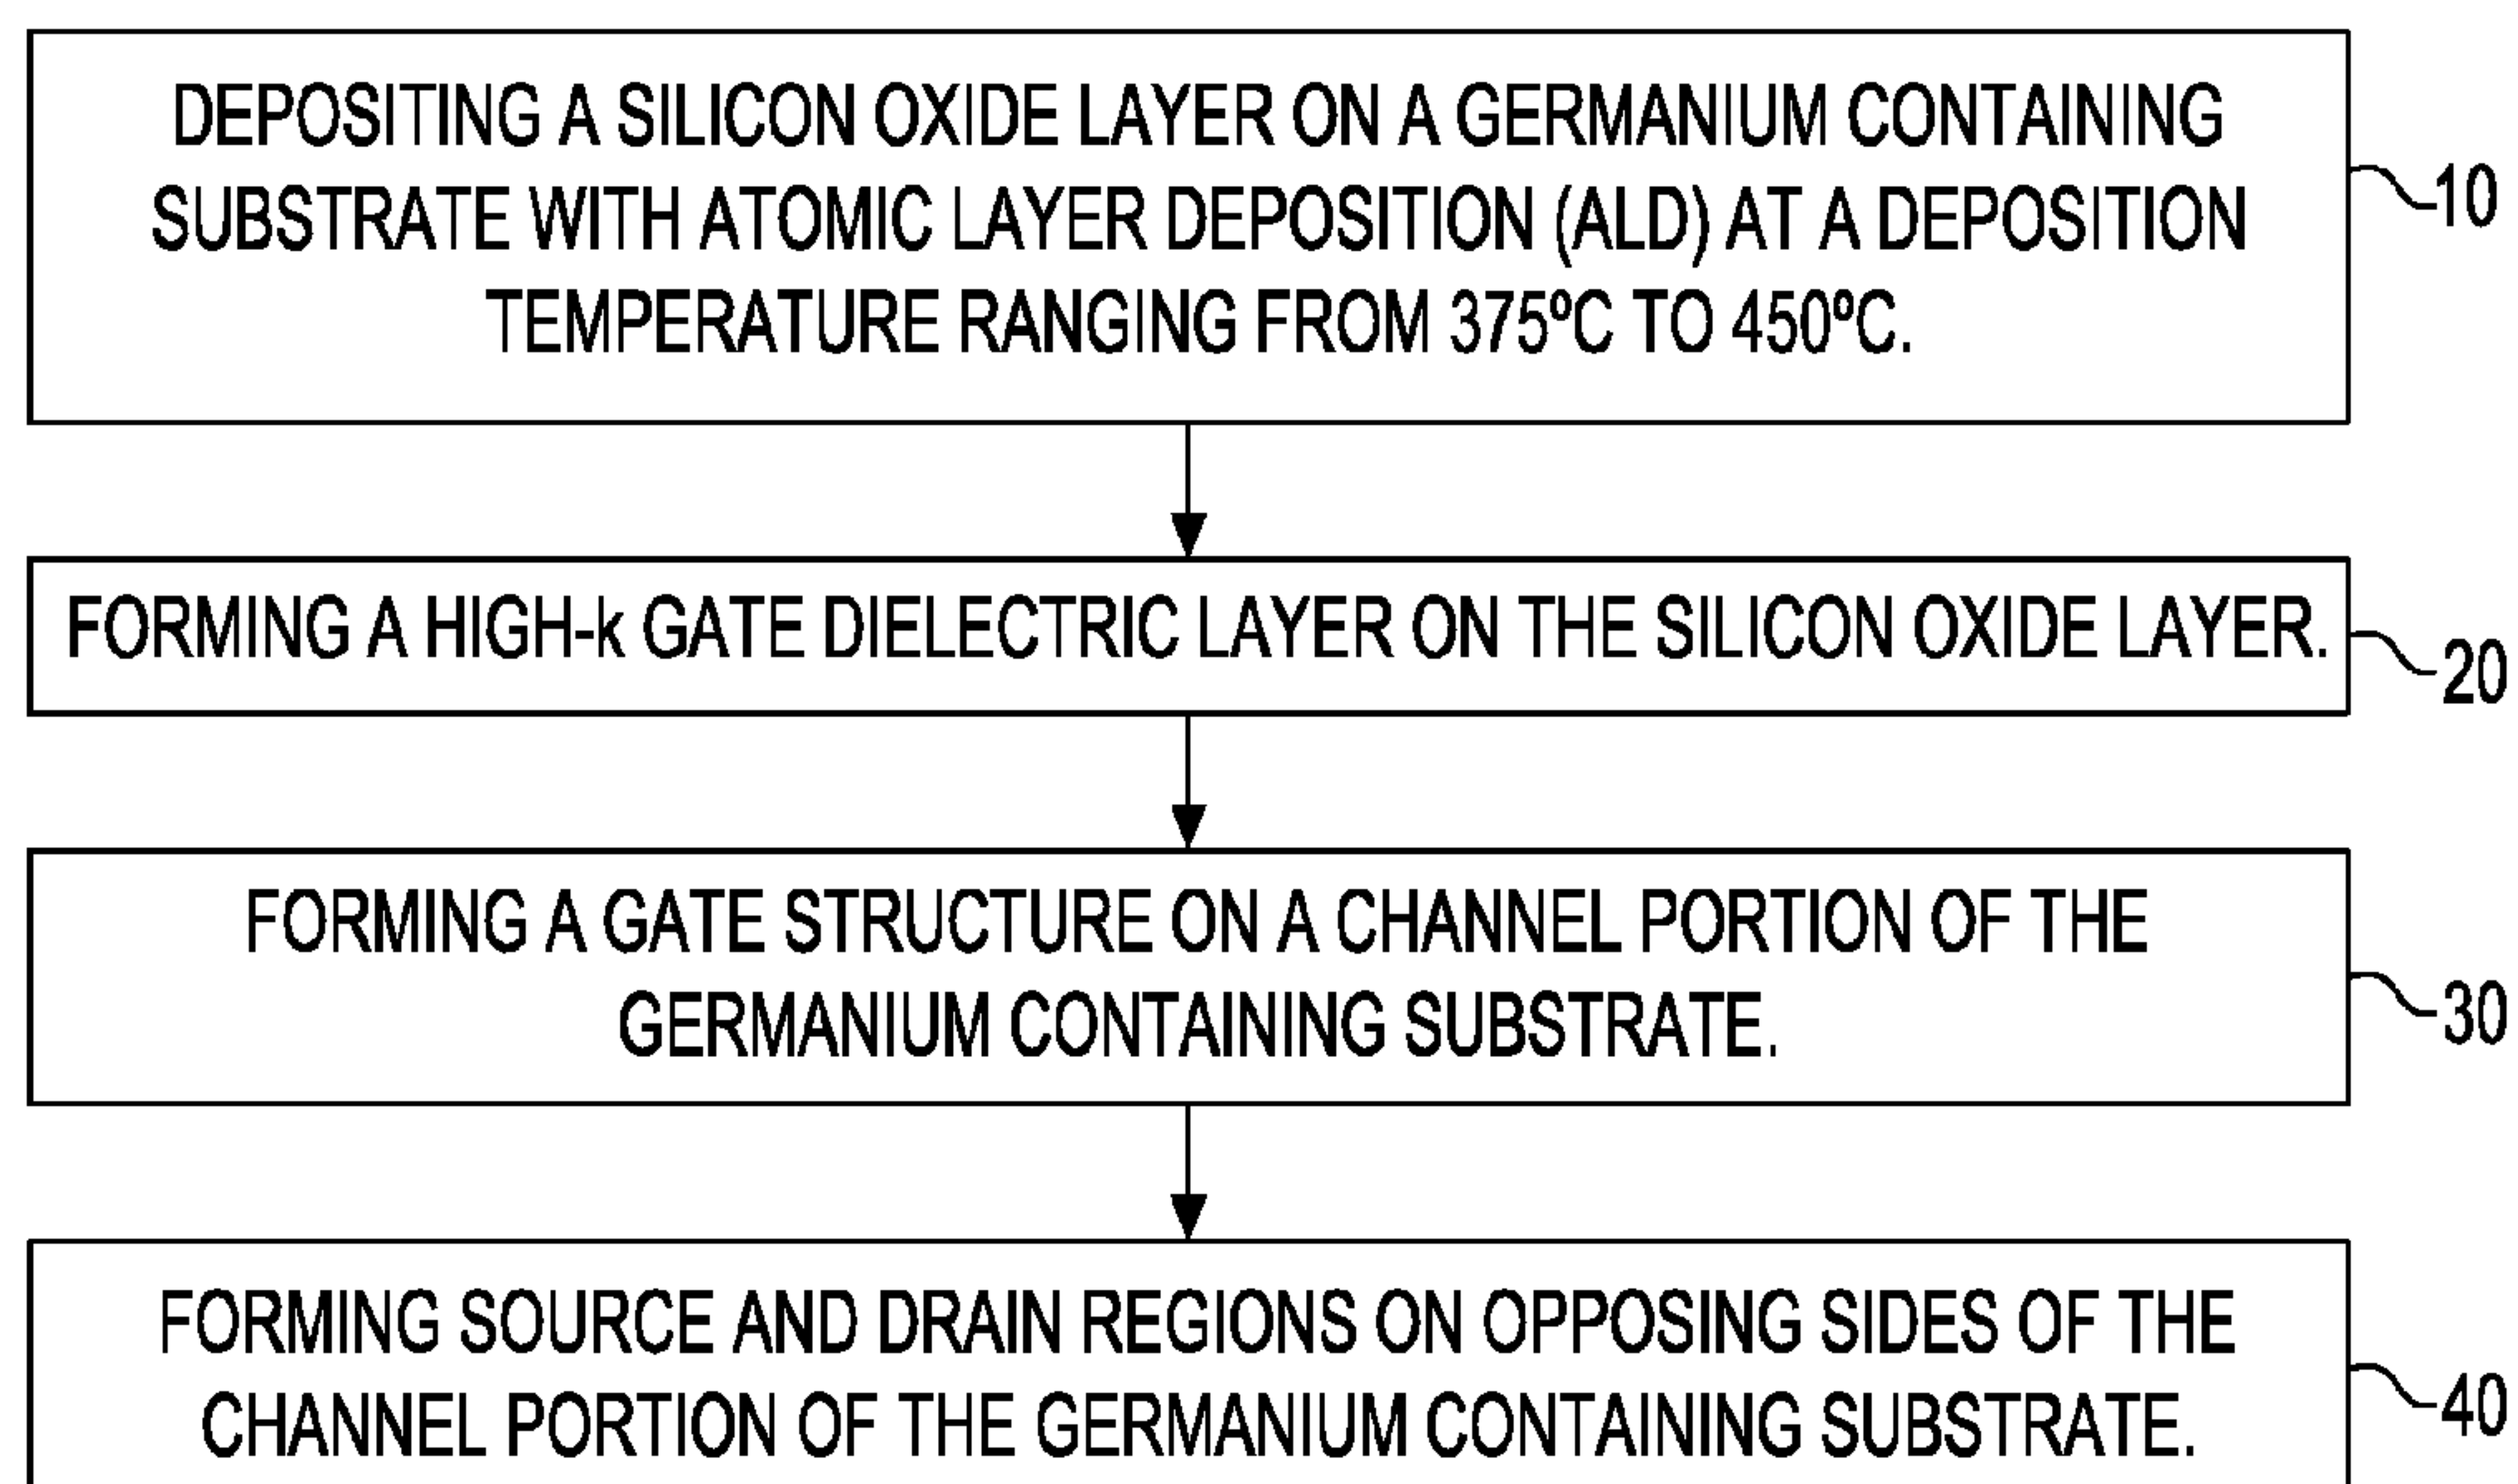 DEPOSITING A SILICON OXIDE LAYER ON A GERMANIUM CONTAINING
SUBSTRATE WITH ATOMIC LAYER DEPOSITION (ALD) AT A DEPOSITION
TEMPERATURE RANGING FROM 375ºC TO 450ºC.
10
FORMING A HIGH-k GATE DIELECTRIC LAYER ON THE SILICON OXIDE LAYER.
20
FORMING A GATE STRUCTURE ON A CHANNEL PORTION OF THE
GERMANIUM CONTAINING SUBSTRATE.
30
FORMING SOURCE AND DRAIN REGIONS ON OPPOSING SIDES OF THE
CHANNEL PORTION OF THE GERMANIUM CONTAINING SUBSTRATE.
40